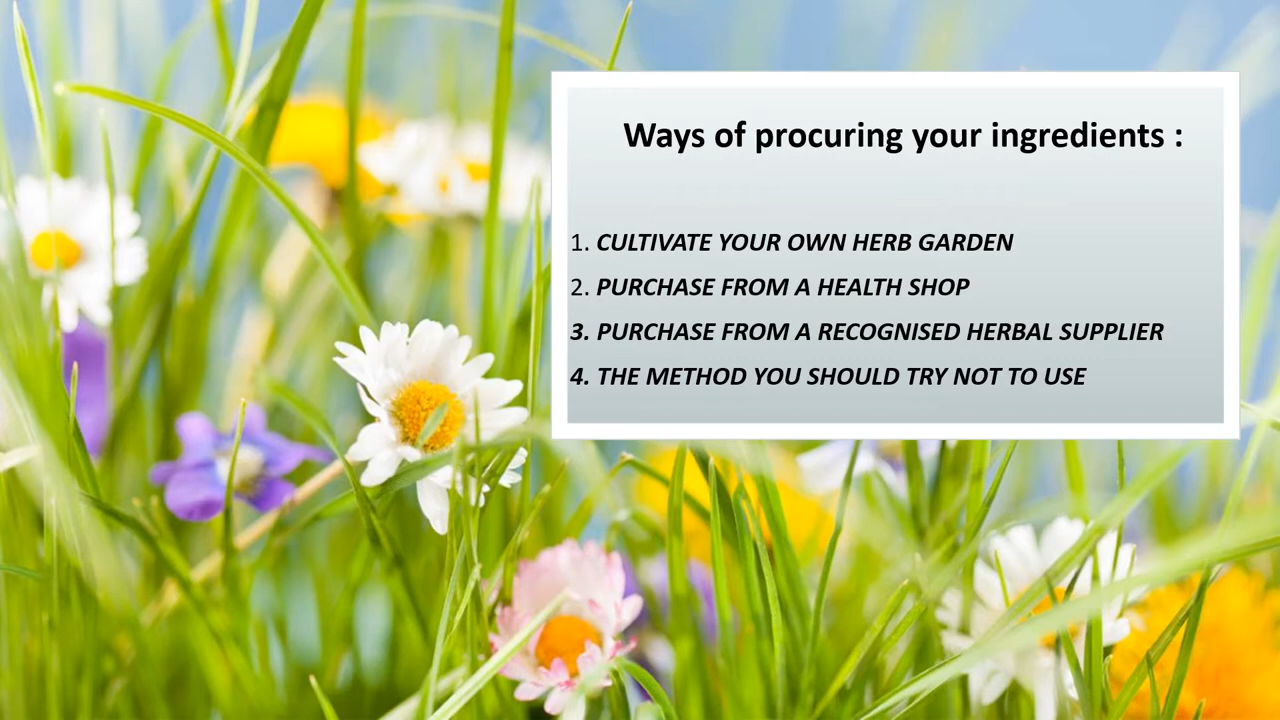 Ways of procuring your ingredients :
1. CULTIVATE YOUR OWN HERB GARDEN
2. PURCHASE FROM A HEALTH SHOP
3. PURCHASE FROM A RECOGNISED HERBAL SUPPLIER
4. THE METHOD YOU SHOULD TRY NOT TO USE